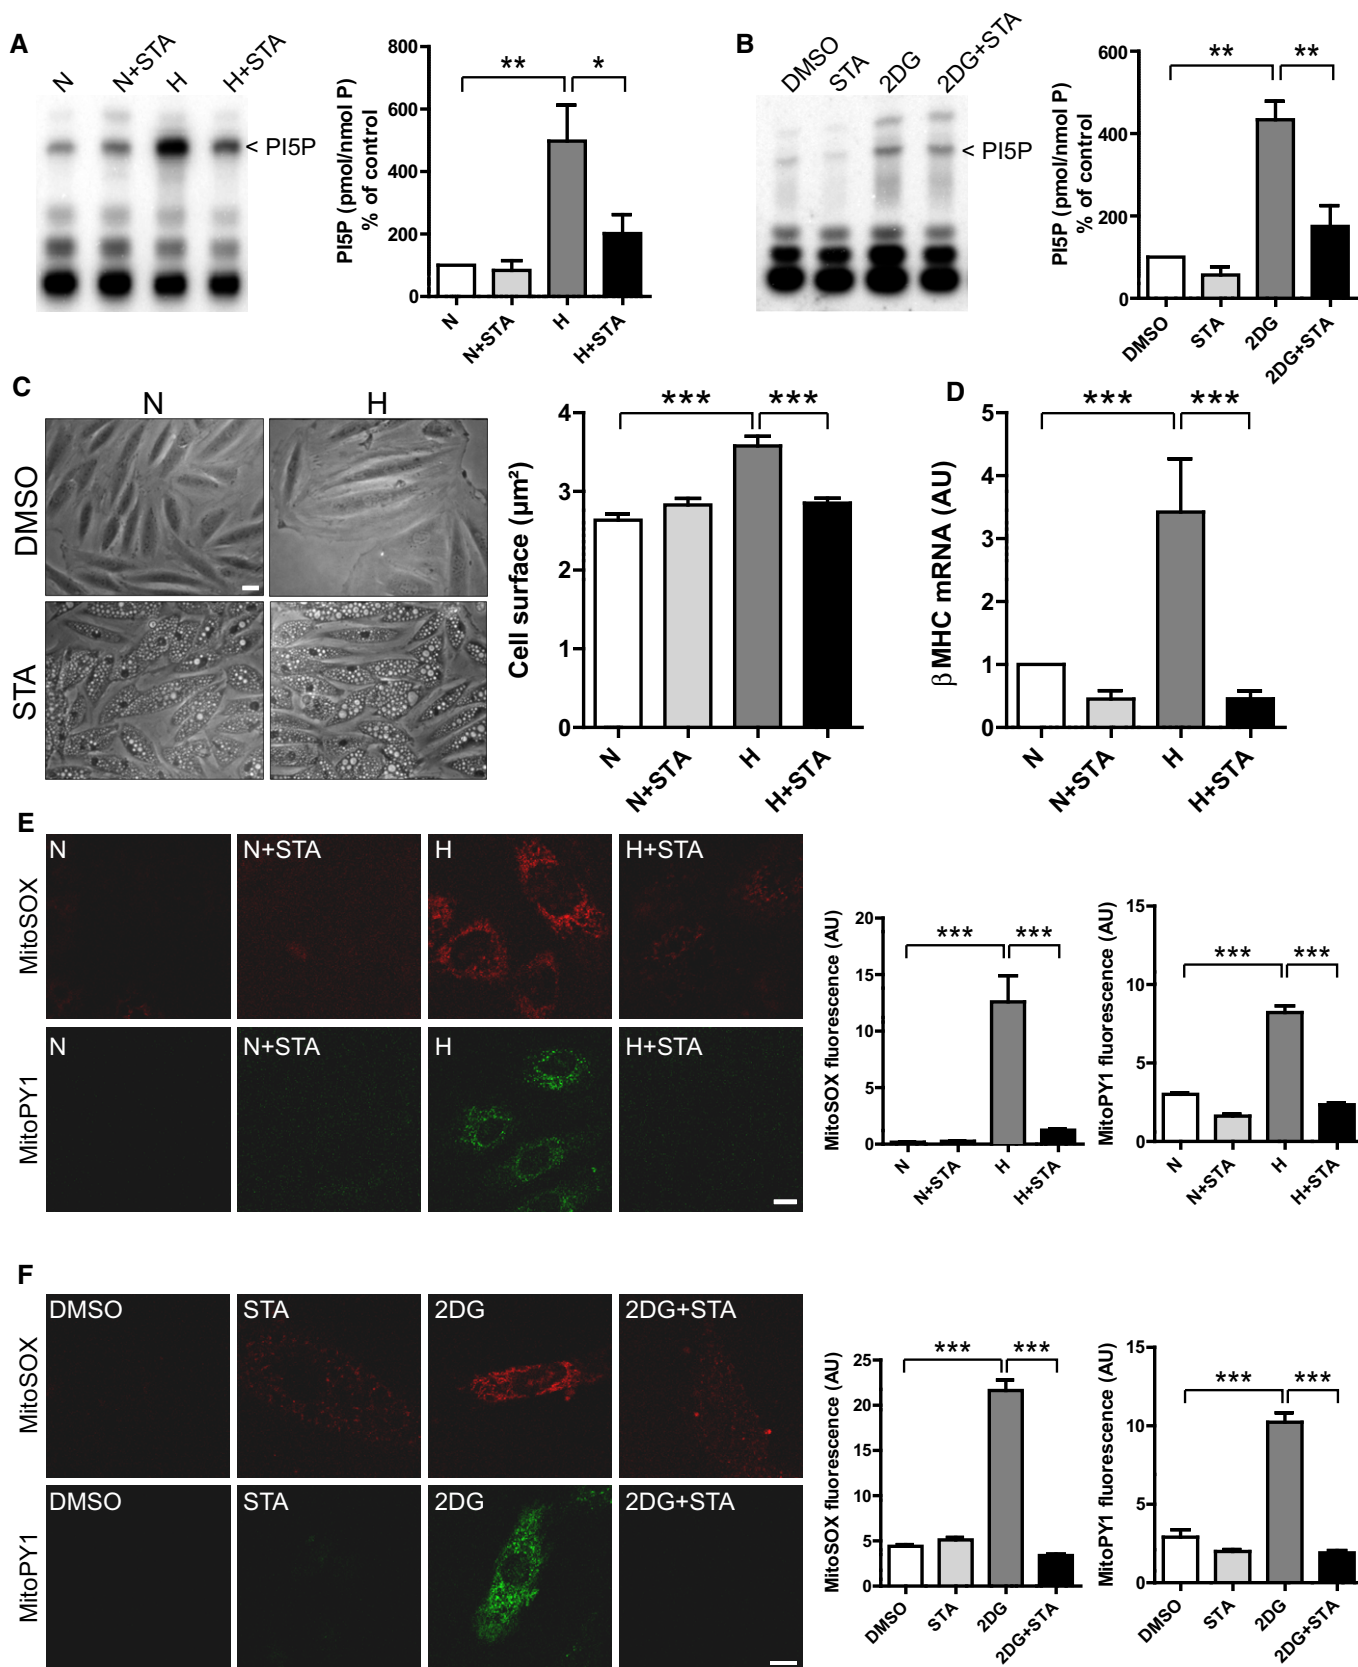 A
N
N+STA
H
H+STA
< PI5P
PI5P (pmol/nmol P)
% of control
800
600
400
200
0
**
*
N
N+STA
H
H+STA
B
DMSO
STA
2DG
2DG+STA
< PI5P
PI5P (pmol/nmol P)
% of control
600
400
200
0
**
**
DMSO
STA
2DG
2DG+STA
C
N
H
DMSO
STA
Cell surface (µm²)
4
3
2
1
0
***
***
N
N+STA
H
H+STA
D
β MHC mRNA (AU)
5
4
3
2
1
0
***
***
N
N+STA
H
H+STA
E
MitoSOX
N
N+STA
H
H+STA
MitoPY1
N
N+STA
H
H+STA
MitoSOX fluorescence (AU)
20
15
10
5
0
***
***
N
N+STA
H
H+STA
MitoPY1 fluorescence (AU)
15
10
5
0
***
***
N
N+STA
H
H+STA
F
MitoSOX
DMSO
STA
2DG
2DG+STA
MitoPY1
DMSO
STA
2DG
2DG+STA
MitoSOX fluorescence (AU)
25
20
15
10
5
0
***
***
DMSO
STA
2DG
2DG+STA
MitoPY1 fluorescence (AU)
15
10
5
0
***
***
DMSO
STA
2DG
2DG+STA